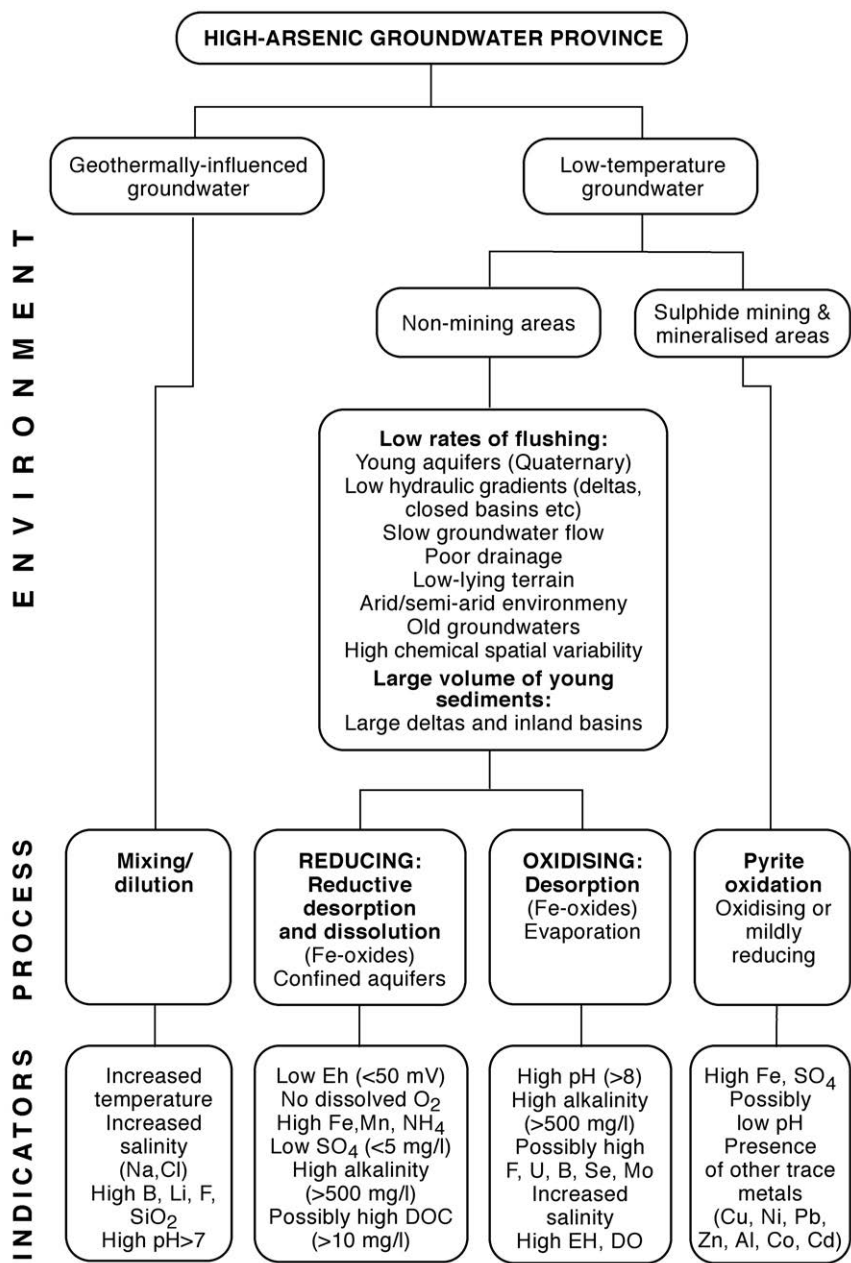 HIGH-ARSENIC GROUNDWATER PROVINCE
Geothermally-influenced
groundwater
Low-temperature
groundwater
ENVIRONMENT
Non-mining areas
Sulphide mining &
mineralised areas
Low rates of flushing:
Young aquifers (Quaternary)
Low hydraulic gradients (deltas,
closed basins etc)
Slow groundwater flow
Poor drainage
Low-lying terrain
Arid/semi-arid environmeny
Old groundwaters
High chemical spatial variability
Large volume of young
sediments:
Large deltas and inland basins
PROCESS
Mixing/
dilution
REDUCING:
Reductive
desorption
and dissolution
(Fe-oxides)
Confined aquifers
OXIDISING:
Desorption
(Fe-oxides)
Evaporation
Pyrite
oxidation
Oxidising or
mildly
reducing
INDICATORS
Increased
temperature
Increased
salinity
(Na,Cl)
High B, Li, F,
SiO2
High pH>7
Low Eh (<50 mV)
No dissolved O2
High Fe,Mn, NH4
Low SO4 (<5 mg/l)
High alkalinity
(>500 mg/l)
Possibly high DOC
(>10 mg/l)
High pH (>8)
High alkalinity
(>500 mg/l)
Possibly high
F, U, B, Se, Mo
Increased
salinity
High EH, DO
High Fe, SO4
Possibly
low pH
Presence
of other trace
metals
(Cu, Ni, Pb,
Zn, Al, Co, Cd)